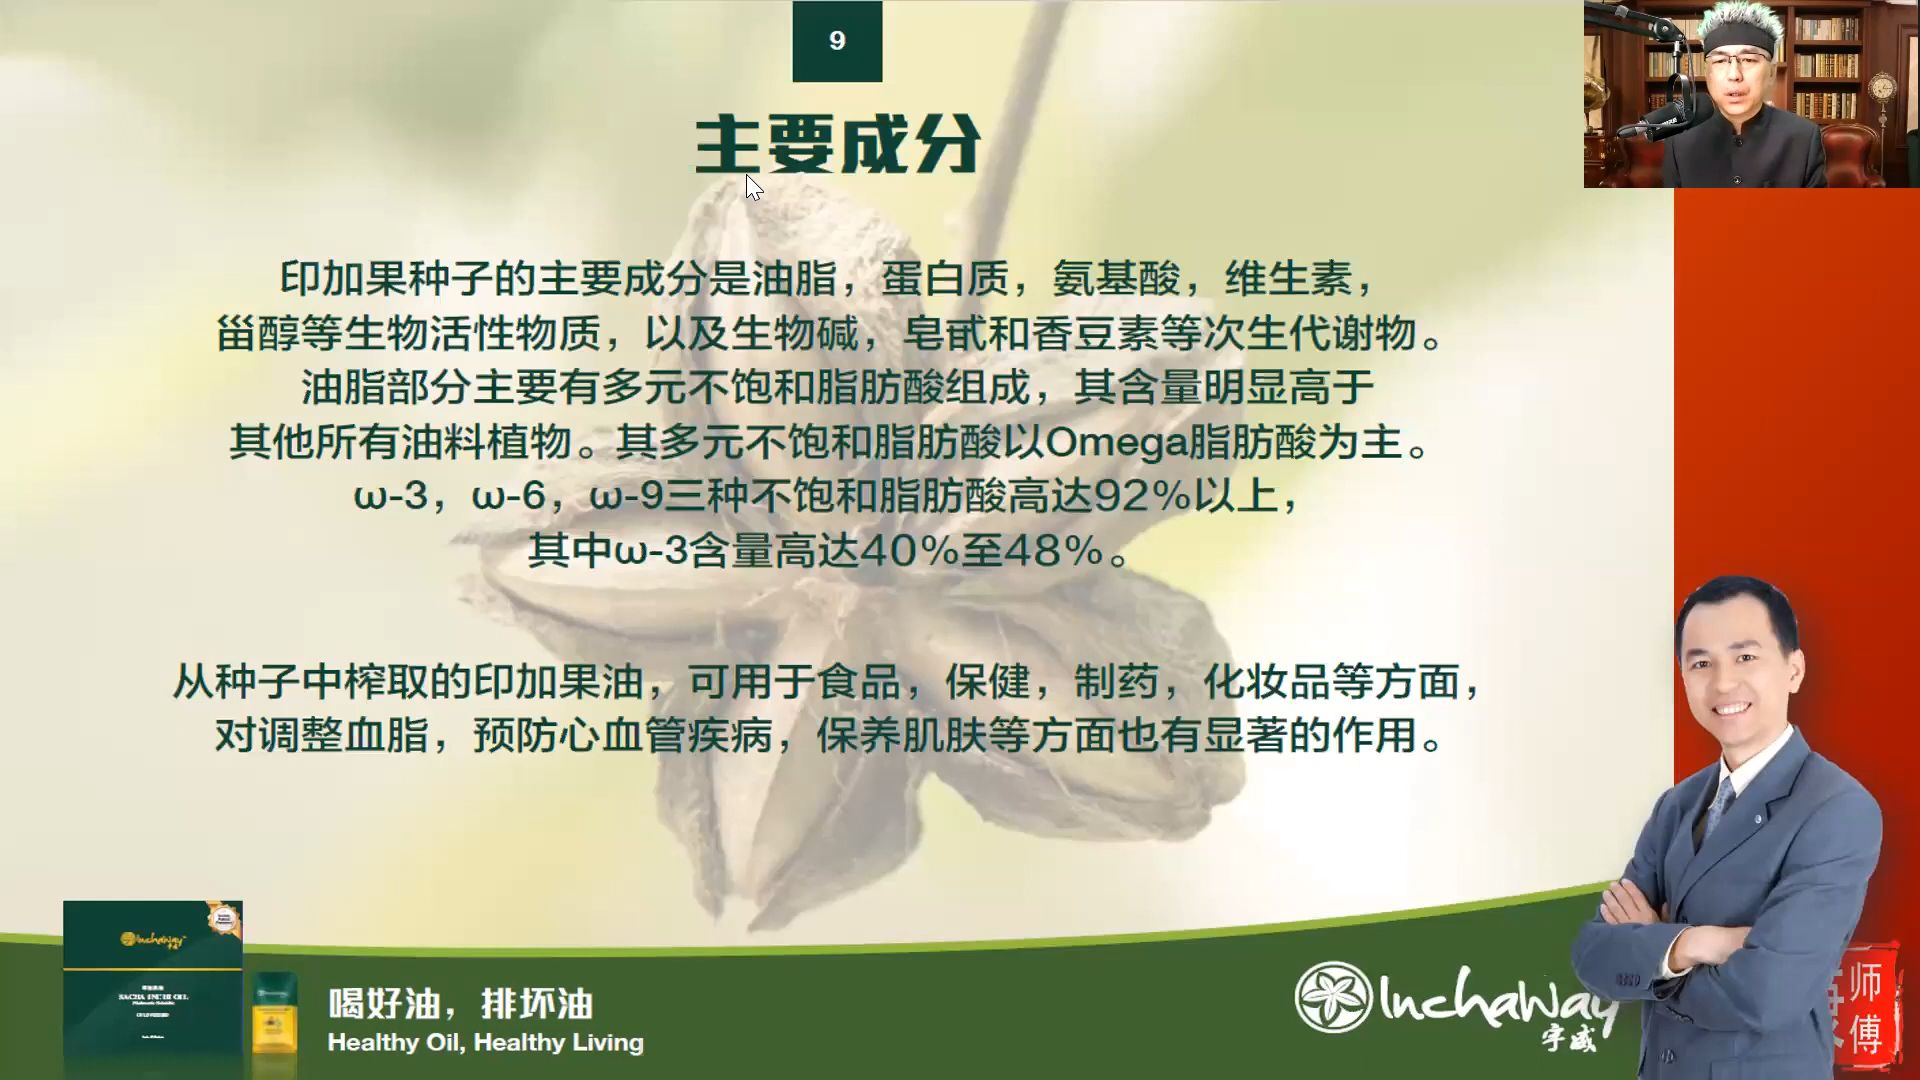 9
主要成分
印加果种子的主要成分是油脂，蛋白质，氨基酸，维生素，
甾醇等生物活性物质，以及生物碱，皂甙和香豆素等次生代谢物。
油脂部分主要有多元不饱和脂肪酸组成，其含量明显高于
其他所有油料植物。其多元不饱和脂肪酸以Omega脂肪酸为主。
ω-3，ω-6，ω-9三种不饱和脂肪酸高达92%以上，
其中ω-3含量高达40%至48%。
从种子中榨取的印加果油，可用于食品，保健，制药，化妆品等方面，
对调整血脂，预防心血管疾病，保养肌肤等方面也有显著的作用。
Inchaway
SACHA INCHI OIL
喝好油，排坏油
Healthy Oil, Healthy Living
Inchaway
宇威
师傅